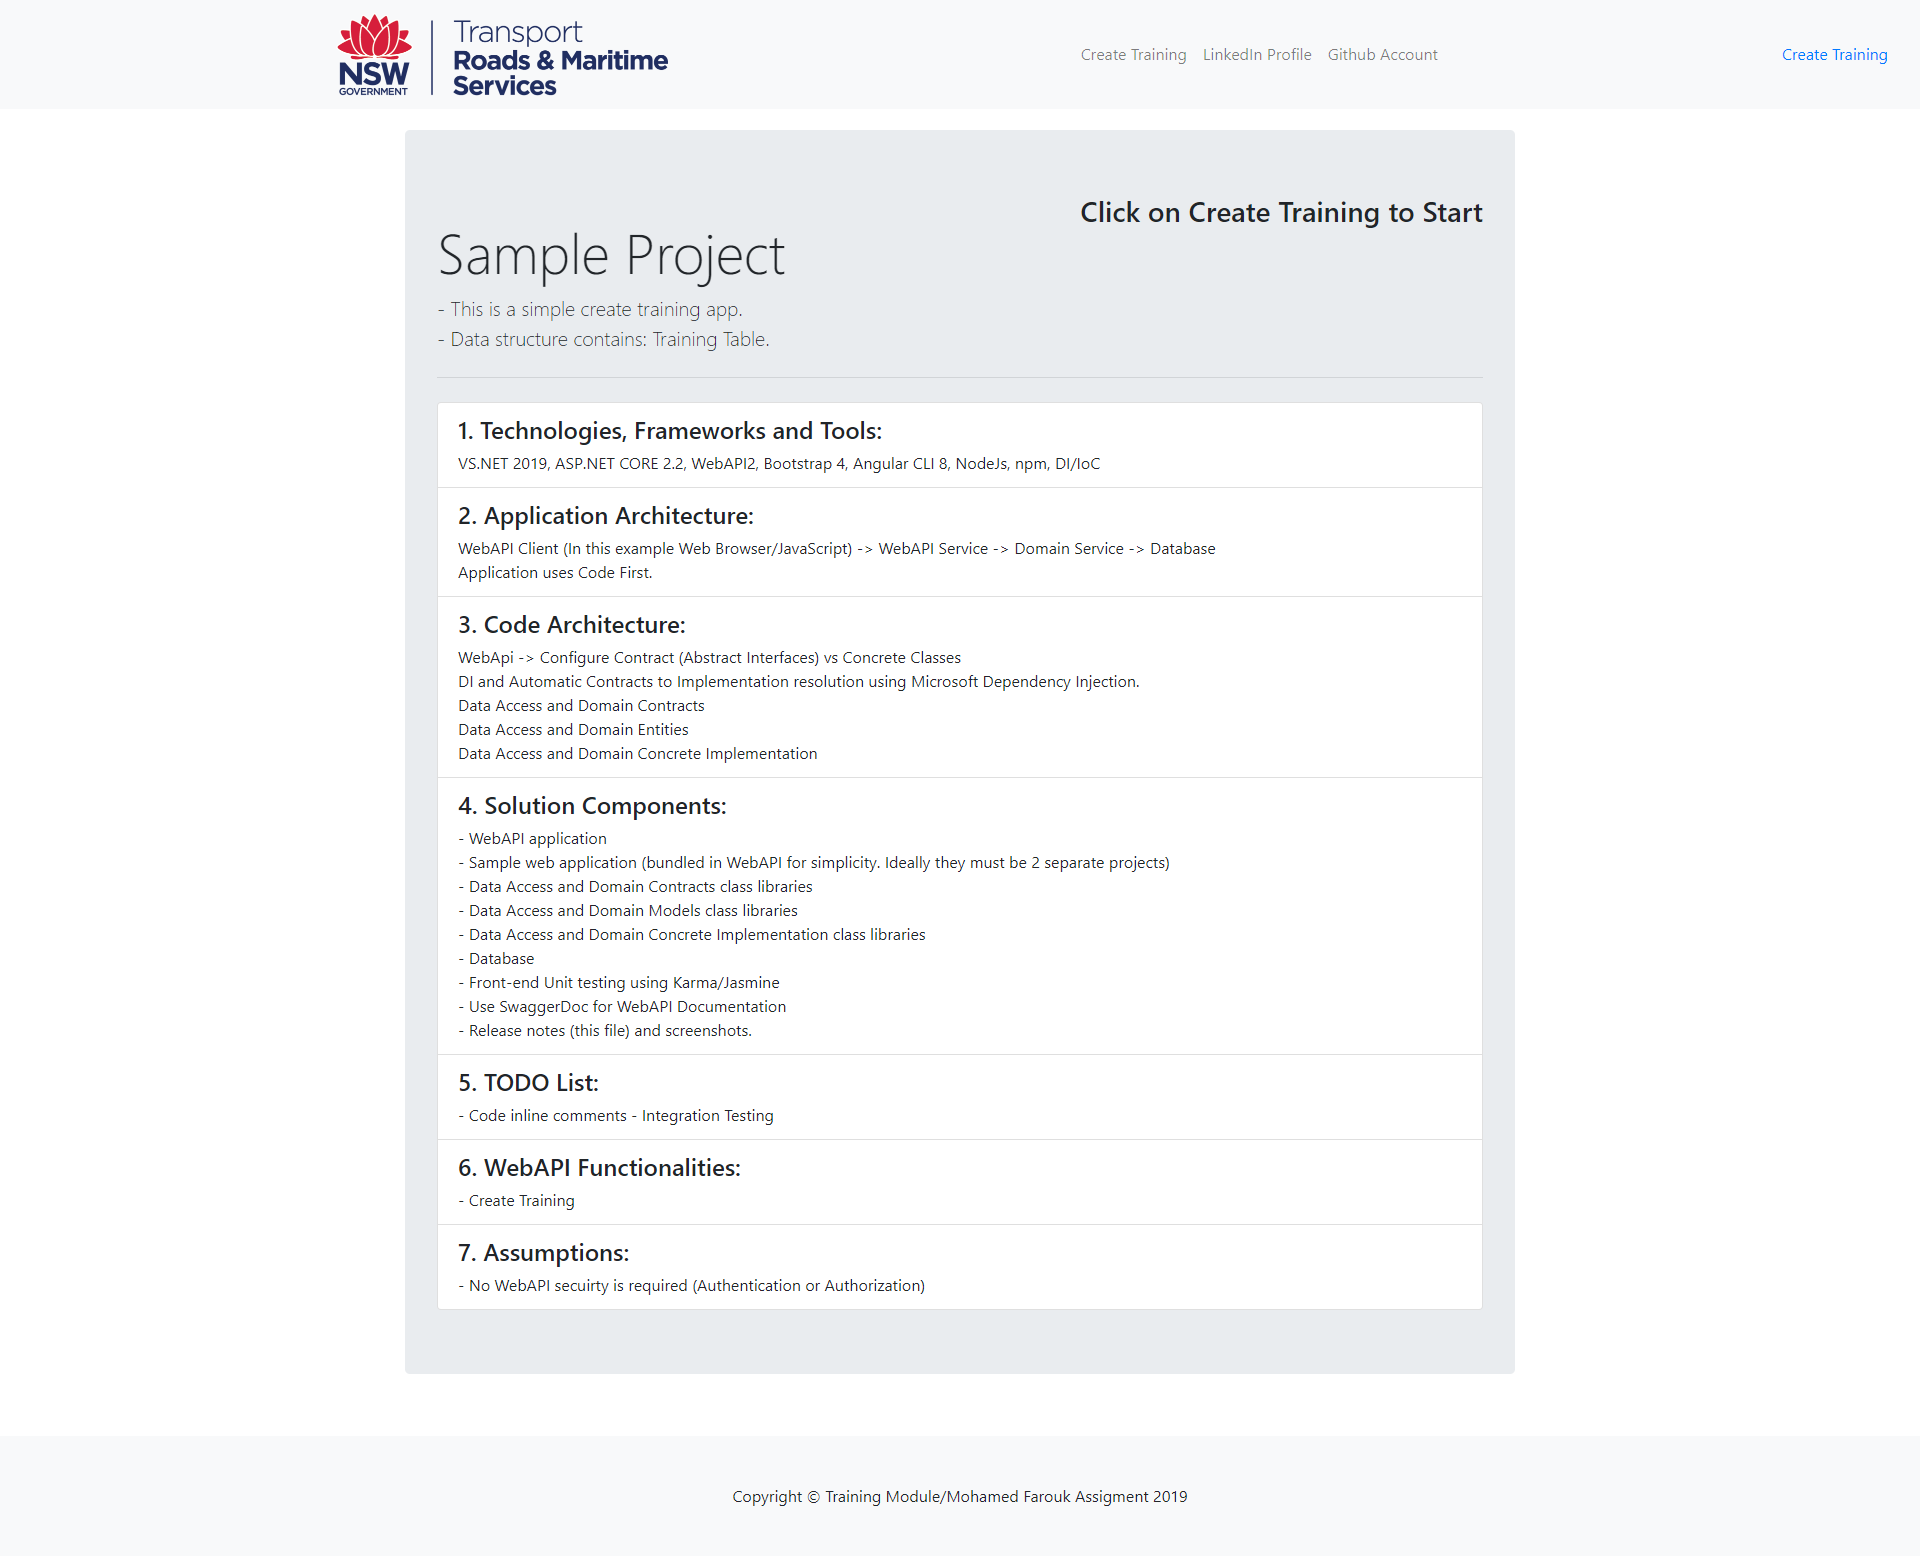 NSW
GOVERNMENT
Transport
Roads & Maritime
Services
Create Training LinkedIn Profile Github Account
Create Training
Click on Create Training to Start
Sample Project
- This is a simple create training app.
- Data structure contains: Training Table.
1. Technologies, Frameworks and Tools:
VS.NET 2019, ASP.NET CORE 2.2, WebAPI2, Bootstrap 4, Angular CLI 8, NodeJs, npm, DI/IoC
2. Application Architecture:
WebAPI Client (In this example Web Browser/JavaScript) -> WebAPI Service -> Domain Service -> Database
Application uses Code First.
3. Code Architecture:
WebApi -> Configure Contract (Abstract Interfaces) vs Concrete Classes
DI and Automatic Contracts to Implementation resolution using Microsoft Dependency Injection.
Data Access and Domain Contracts
Data Access and Domain Entities
Data Access and Domain Concrete Implementation
4. Solution Components:
- WebAPI application
- Sample web application (bundled in WebAPI for simplicity. Ideally they must be 2 separate projects)
- Data Access and Domain Contracts class libraries
- Data Access and Domain Models class libraries
- Data Access and Domain Concrete Implementation class libraries
- Database
- Front-end Unit testing using Karma/Jasmine
- Use SwaggerDoc for WebAPI Documentation
- Release notes (this file) and screenshots.
5. TODO List:
- Code inline comments - Integration Testing
6. WebAPI Functionalities:
- Create Training
7. Assumptions:
- No WebAPI secuirty is required (Authentication or Authorization)
Copyright © Training Module/Mohamed Farouk Assigment 2019